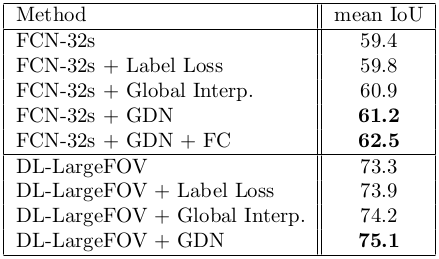 Method mean IoU
FCN-32s 59.4
FCN-32s + Label Loss 59.8
FCN-32s + Global Interp. 60.9
FCN-32s + GDN 61.2
FCN-32s + GDN + FC 62.5
DL-LargeFOV 73.3
DL-LargeFOV + Label Loss 73.9
DL-LargeFOV + Global Interp. 74.2
DL-LargeFOV + GDN 75.1